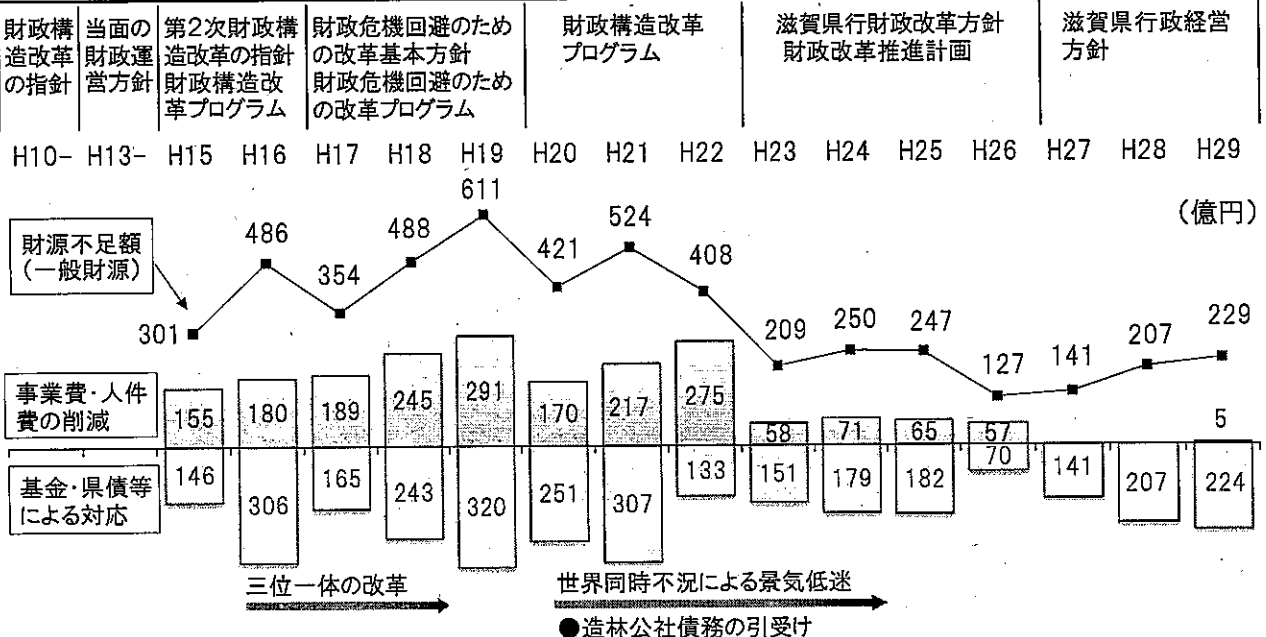 財政構
造改革
の指針
当面の
財政運
営方針
第2次財政構
造改革の指針
財政構造改
革プログラム
財政危機回避のため
の改革基本方針
財政危機回避のため
の改革プログラム
財政構造改革
プログラム
滋賀県行財政改革方針
財政改革推進計画
滋賀県行政経営
方針
H10- H13- H15 H16 H17 H18 H19 H20 H21 H22 H23 H24 H25 H26 H27 H28 H29
(億円)
財源不足額
(一般財源)
301 486 354 488 611 421 524 408 209 250 247 127 141 207 229
事業費・人件
費の削減
155 180 189 245 291 170 217 275 58 71 65 57 5
基金・県債等
による対応
146 306 165 243 320 251 307 133 151 179 182 70 141 207 224
三位一体の改革
世界同時不況による景気低迷
●造林公社債務の引受け